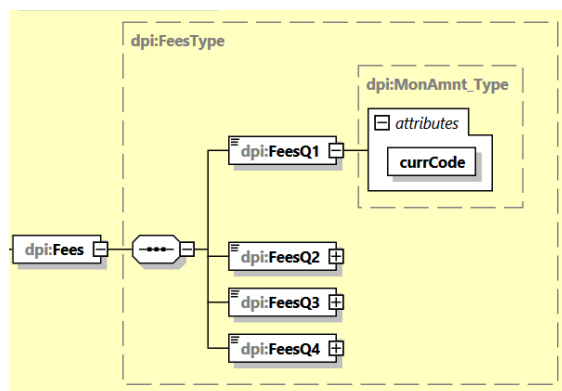 dpi:FeesType
dpi:MonAmnt_Type
attributes
dpi:FeesQ1
currCode
dpi:Fees
dpi:FeesQ2
dpi:FeesQ3
dpi:FeesQ4